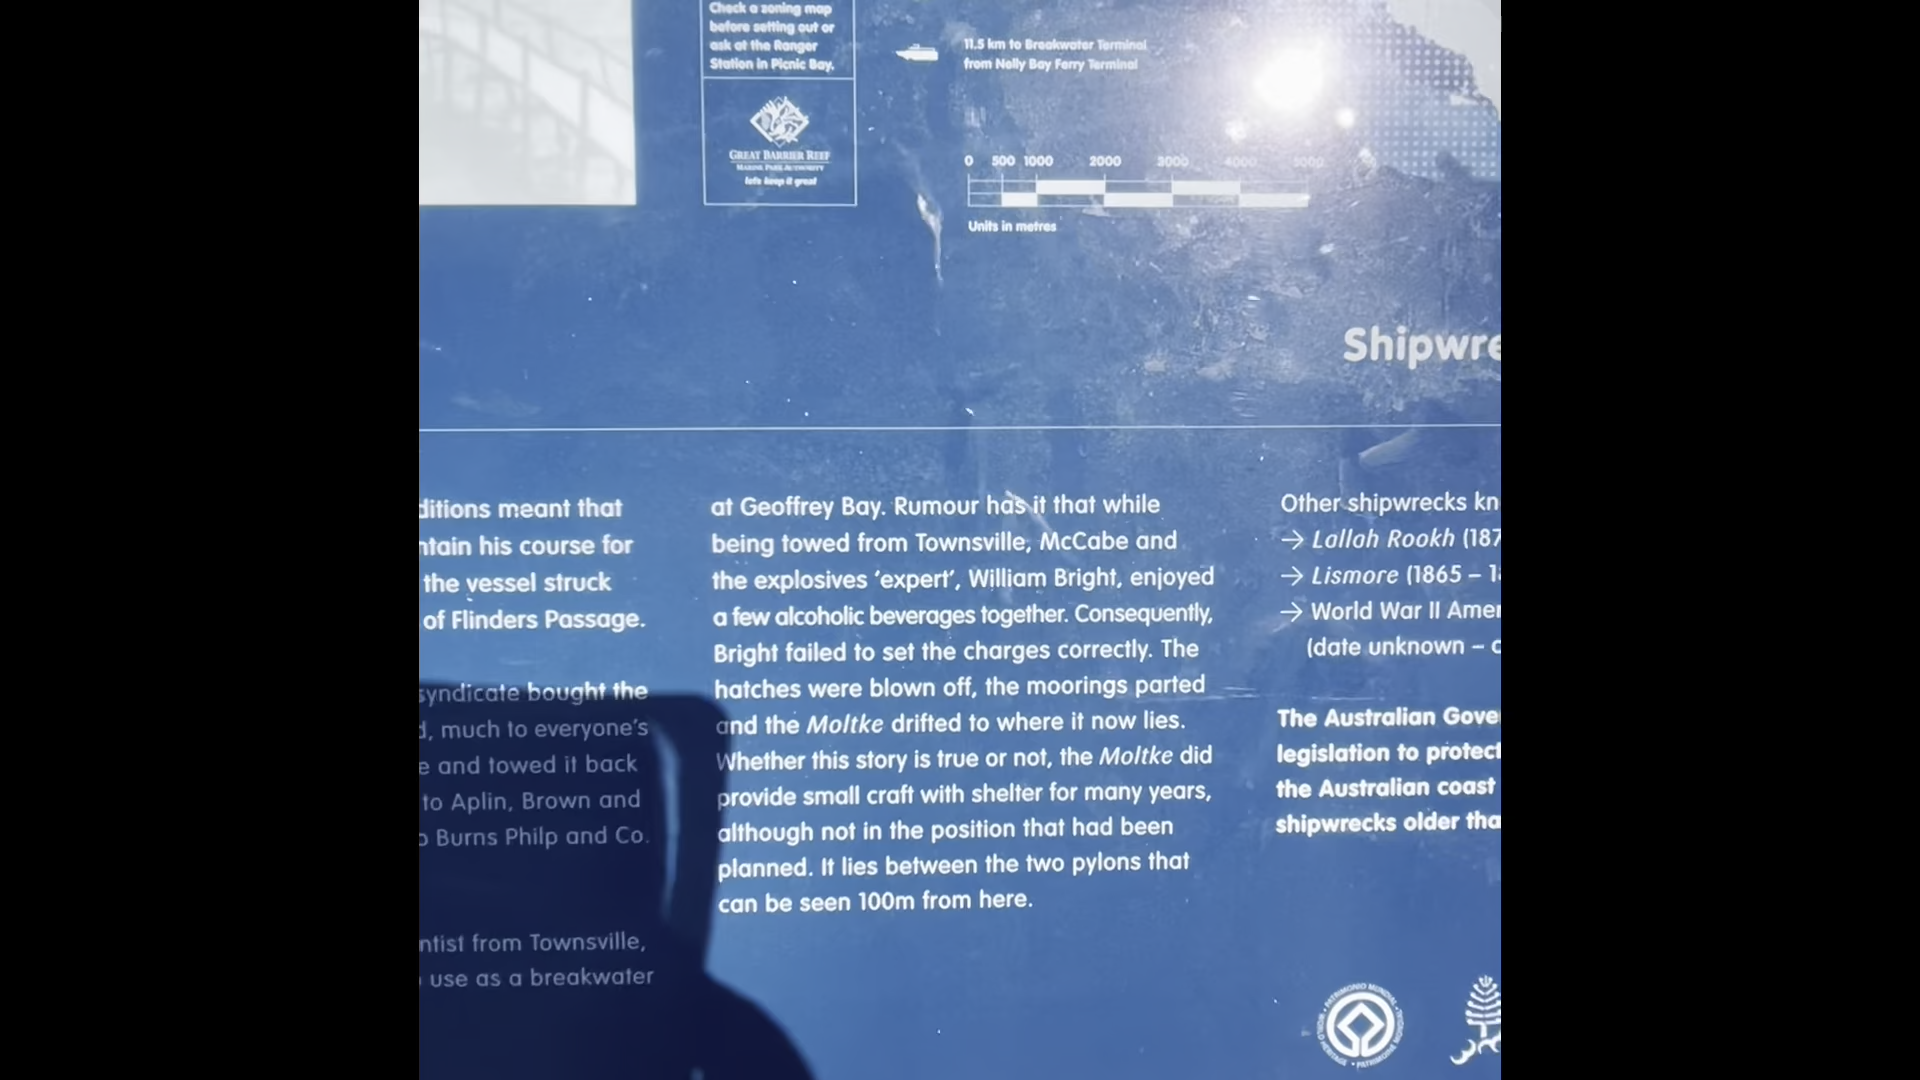 Check a zoning map
before setting out or
ask at the Ranger
Station in Picnic Bay.
GREAT BARRIER REEF
MARINE PARK AUTHORITY
let's keep it great
11.5 km to Breakwater Terminal
from Nelly Bay Ferry Terminal
0 500 1000 2000 3000 4000 5000
Units in metres
Shipwre
ditions meant that
ntain his course for
the vessel struck
of Flinders Passage.
syndicate bought the
d, much to everyone's
e and towed it back
to Aplin, Brown and
o Burns Philp and Co.
ntist from Townsville,
use as a breakwater
at Geoffrey Bay. Rumour has it that while
being towed from Townsville, McCabe and
the explosives 'expert', William Bright, enjoyed
a few alcoholic beverages together. Consequently,
Bright failed to set the charges correctly. The
hatches were blown off, the moorings parted
and the Moltke drifted to where it now lies.
Whether this story is true or not, the Moltke did
provide small craft with shelter for many years,
although not in the position that had been
planned. It lies between the two pylons that
can be seen 100m from here.
Other shipwrecks kn
→ Lallah Rookh (187
→ Lismore (1865 – 1
→ World War II Amer
(date unknown –
The Australian Gove
legislation to protect
the Australian coast
shipwrecks older tha
PATRIMONIO MUNDIAL
WORLD HERITAGE
PATRIMOINE MONDIAL